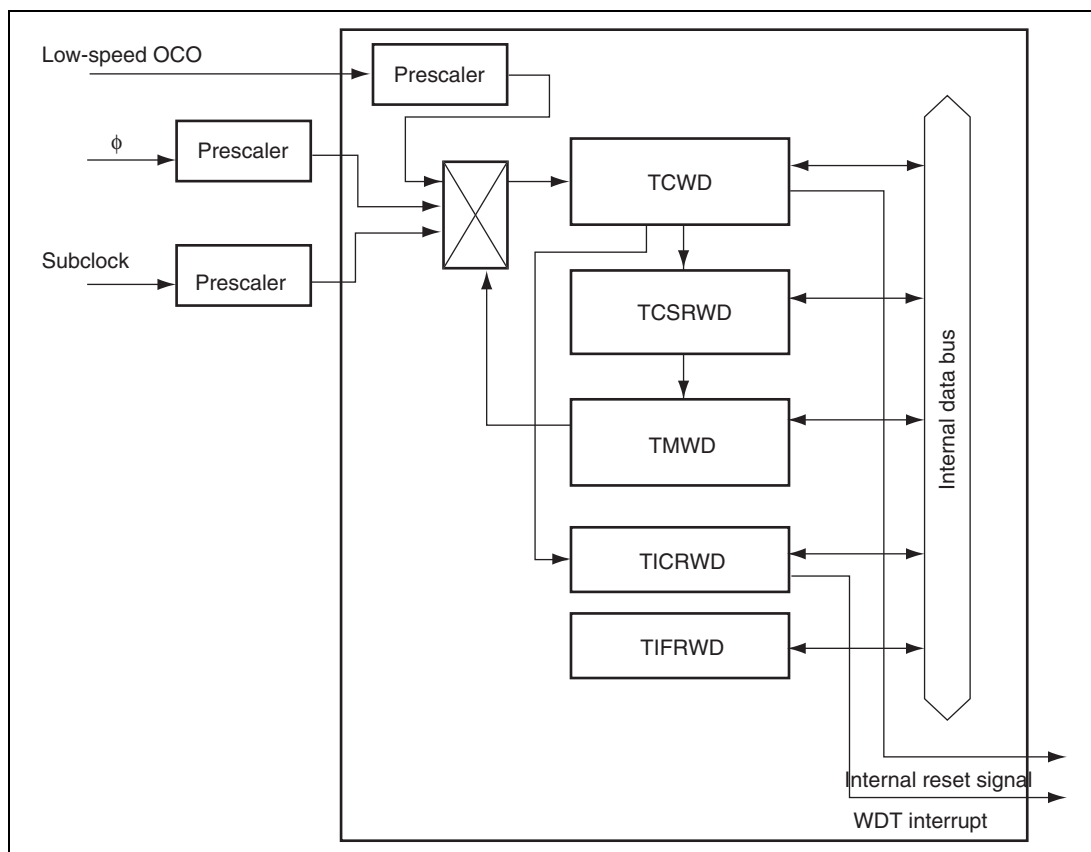 Low-speed OCO
Prescaler
φ
Prescaler
Subclock
Prescaler
TCWD
TCSRWD
TMWD
TICRWD
TIFRWD
Internal data bus
Internal reset signal
WDT interrupt